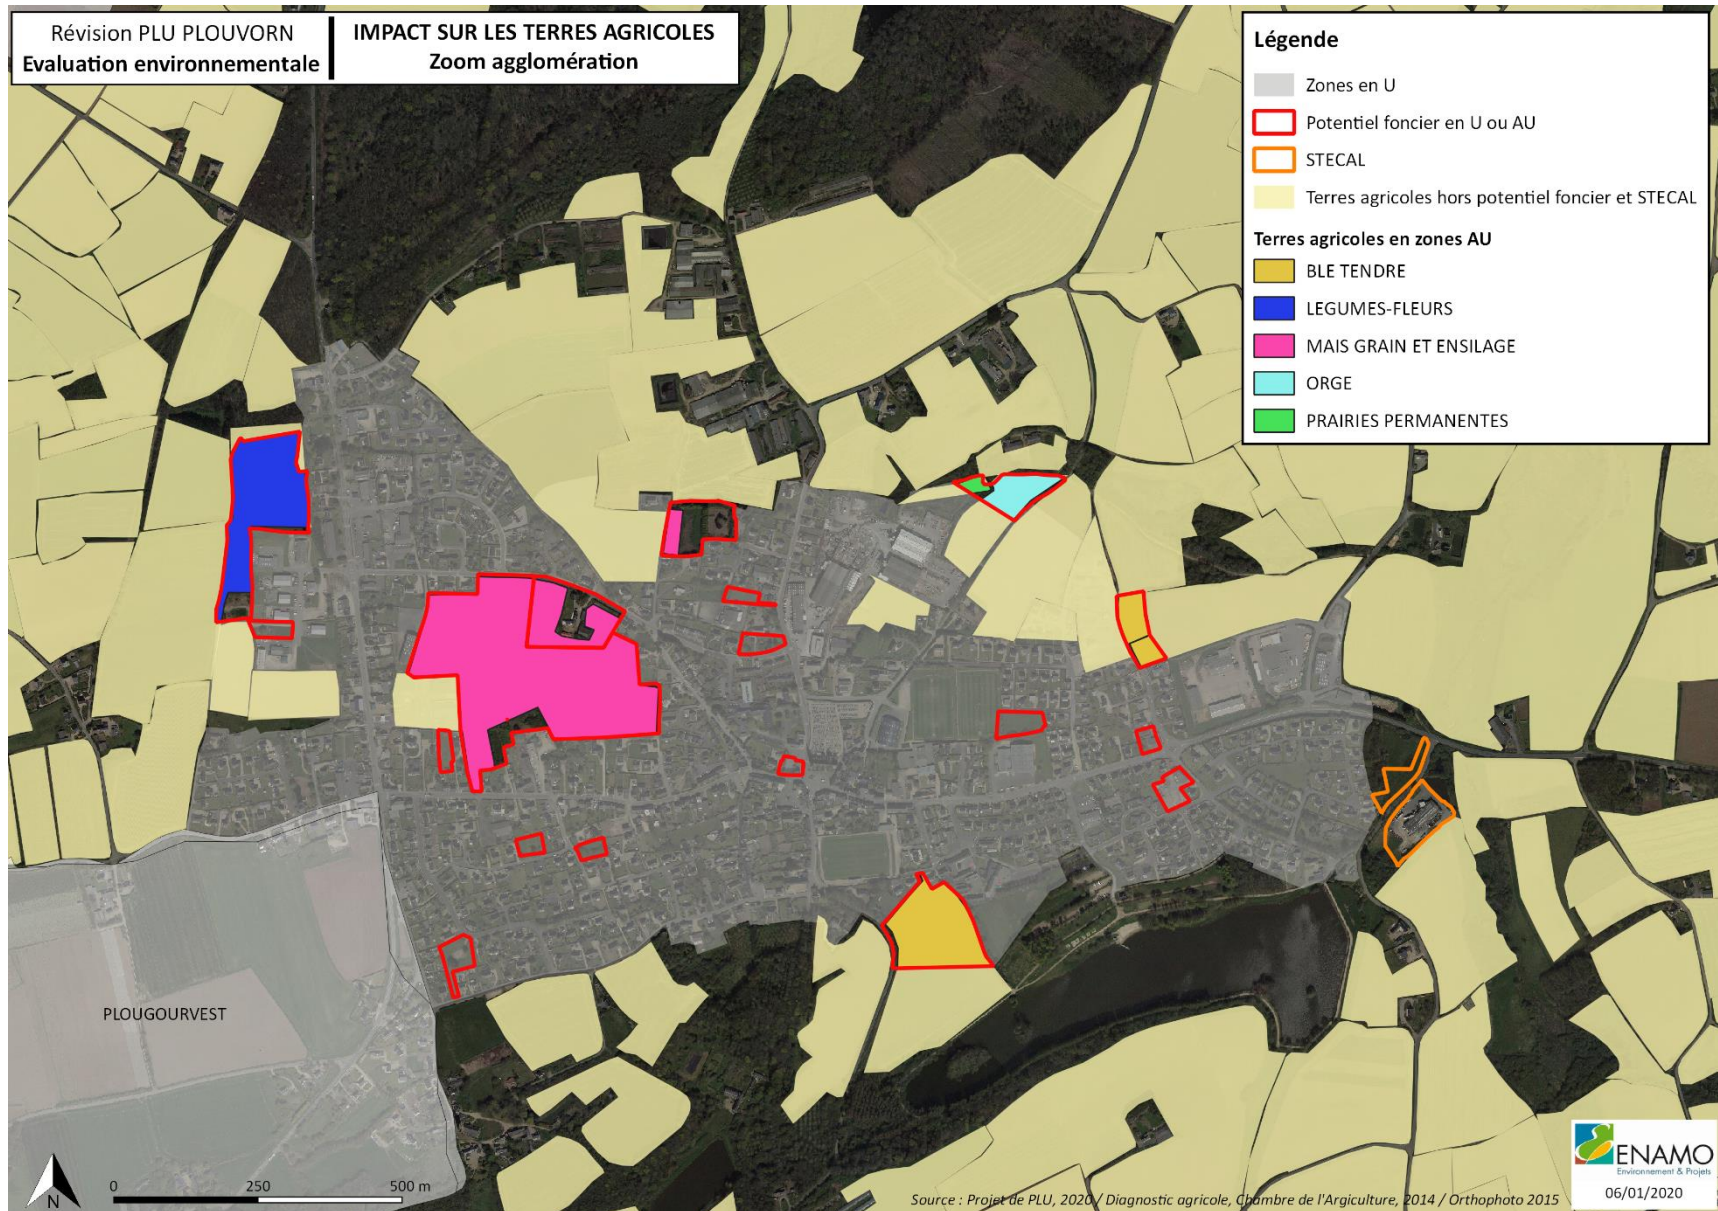 Révision PLU PLOUVORN
Evaluation environnementale
IMPACT SUR LES TERRES AGRICOLES
Zoom agglomération
Légende
Zones en U
Potentiel foncier en U ou AU
STECAL
Terres agricoles hors potentiel foncier et STECAL
Terres agricoles en zones AU
BLE TENDRE
LEGUMES-FLEURS
MAIS GRAIN ET ENSILAGE
ORGE
PRAIRIES PERMANENTES
PLOUGOURVEST
N
0 250 500 m
Source : Projet de PLU, 2020 / Diagnostic agricole, Chambre de l'Argiculture, 2014 / Orthophoto 2015
ENAMO
Environnement & Projets
06/01/2020